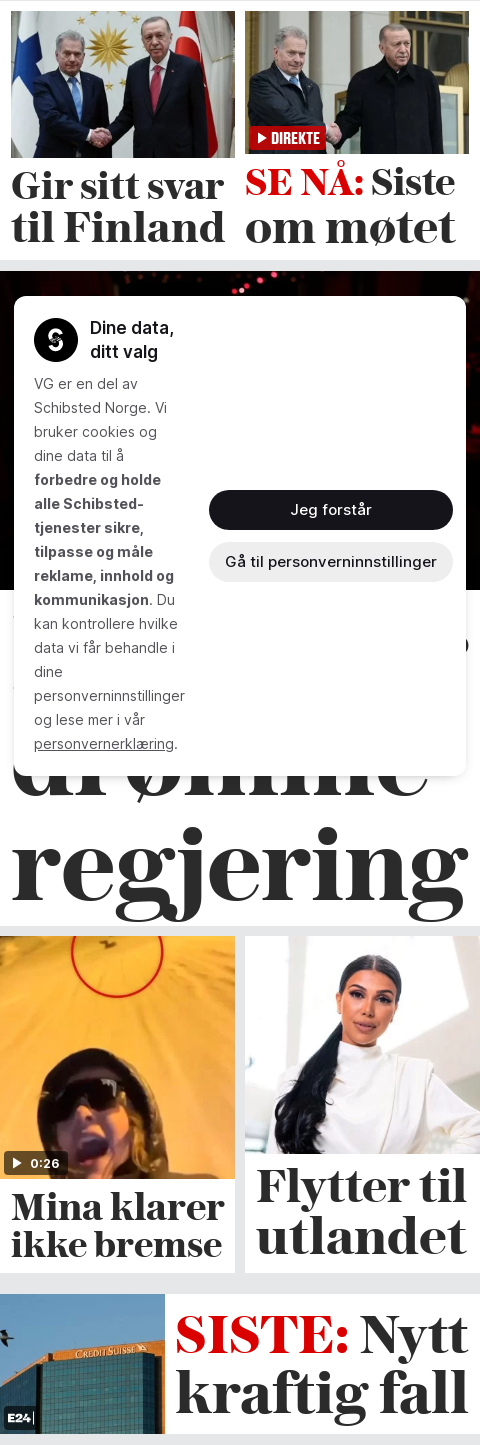 Gir sitt svar
til Finland
DIREKTE
SE NÅ: Siste
om møtet
Dine data,
ditt valg
VG er en del av
Schibsted Norge. Vi
bruker cookies og
dine data til å
forbedre og holde
alle Schibsted-
tjenester sikre,
tilpasse og måle
reklame, innhold og
kommunikasjon. Du
kan kontrollere hvilke
data vi får behandle i
dine
personverninnstillinger
og lese mer i vår
personvernerklæring.
Jeg forstår
Gå til personverninnstillinger
drømme
regjering
0:26
Mina klarer
ikke bremse
Flytter til
utlandet
CREDIT SUISSE
E24
SISTE: Nytt
kraftig fall